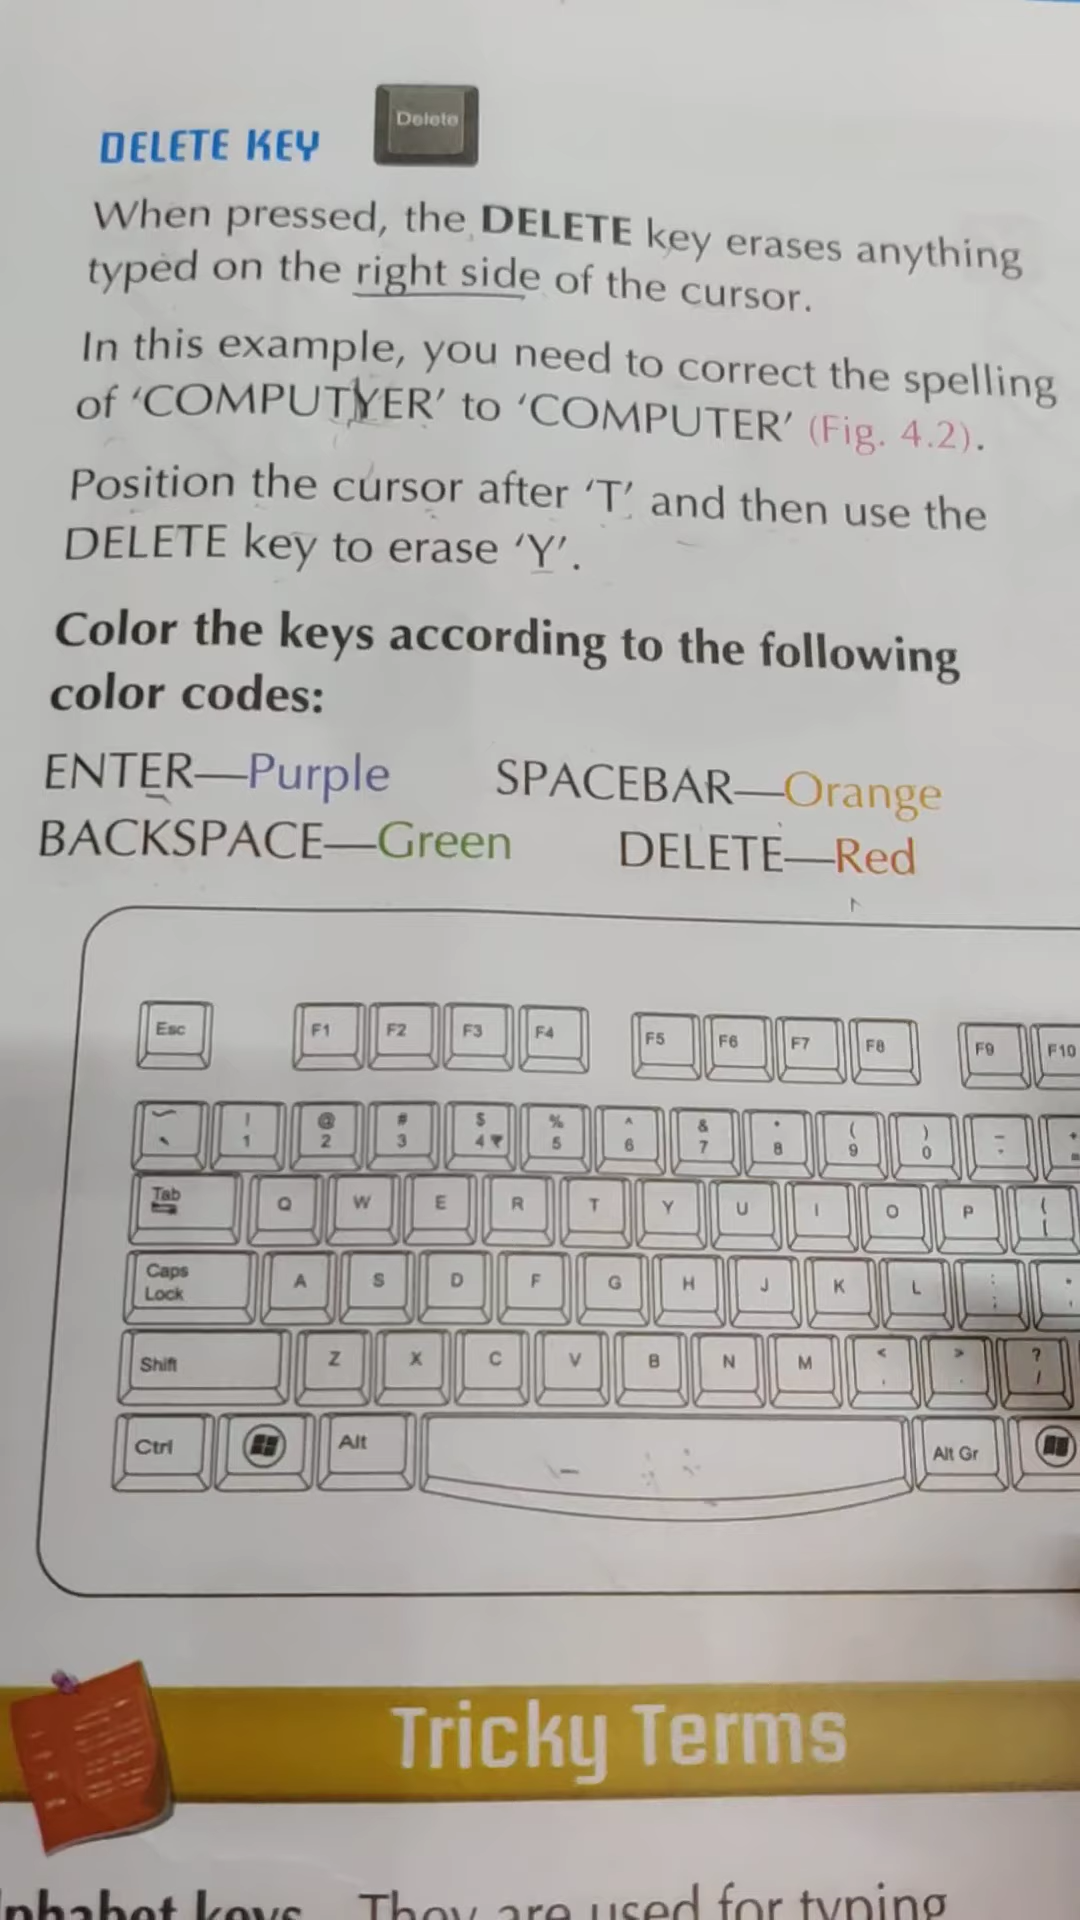 Delete
DELETE KEY
When pressed, the DELETE key erases anything
typed on the right side of the cursor.
In this example, you need to correct the spelling
of ‘COMPUTYER’ to ‘COMPUTER’ (Fig. 4.2).
Position the cursor after ‘T’ and then use the
DELETE key to erase ‘Y’.
Color the keys according to the following
color codes:
ENTER—Purple SPACEBAR—Orange
BACKSPACE—Green DELETE—Red
Esc F1 F2 F3 F4 F5 F6 F7 F8 F9 F10
! @ # $ % ^ & * ( )
1 2 3 4 ₹ 5 6 7 8 9 0
Tab Q W E R T Y U I O P
Caps Lock A S D F G H J K L
Shift Z X C V B N M < > ?
, . /
Ctrl Alt Alt Gr
Tricky Terms
They are used for typing